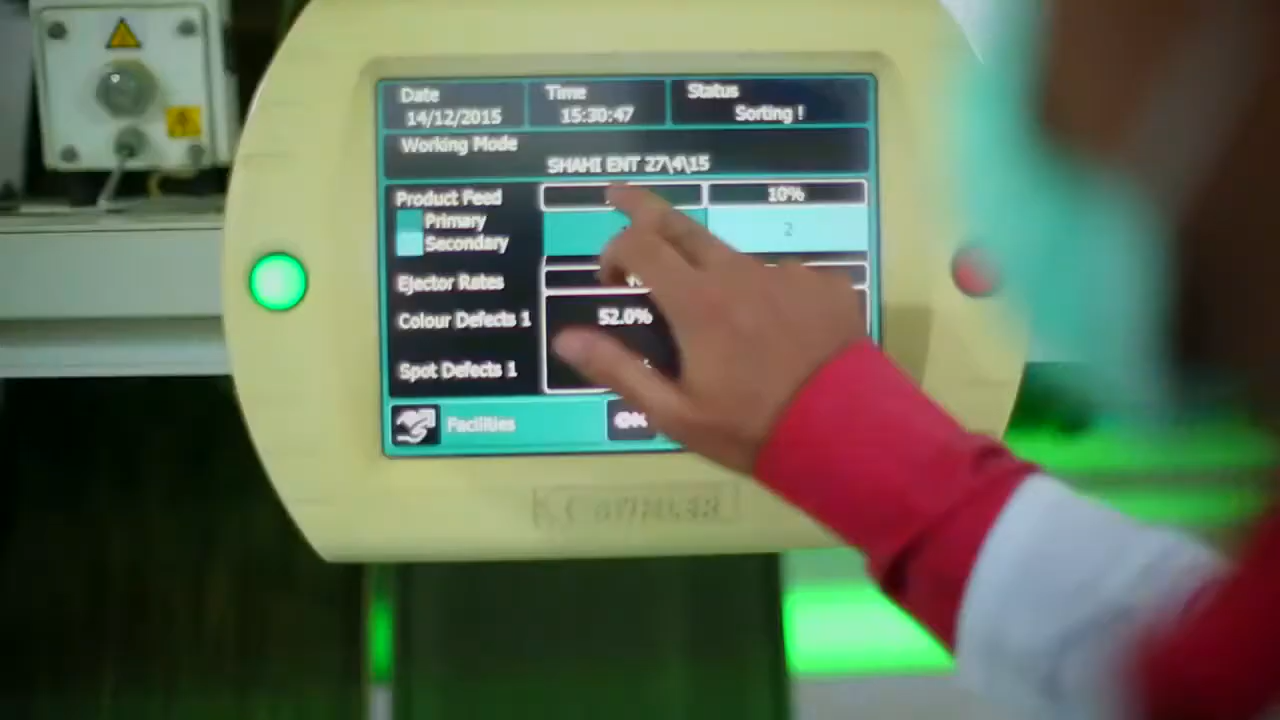 Date Time Status
14/12/2015 15:30:47 Sorting !
Working Mode
SHAHI ENT 27\4\15
Product Feed 10%
Primary
Secondary 2
Ejector Rates
Colour Defects 1 52.0%
Spot Defects 1
Facilities OK